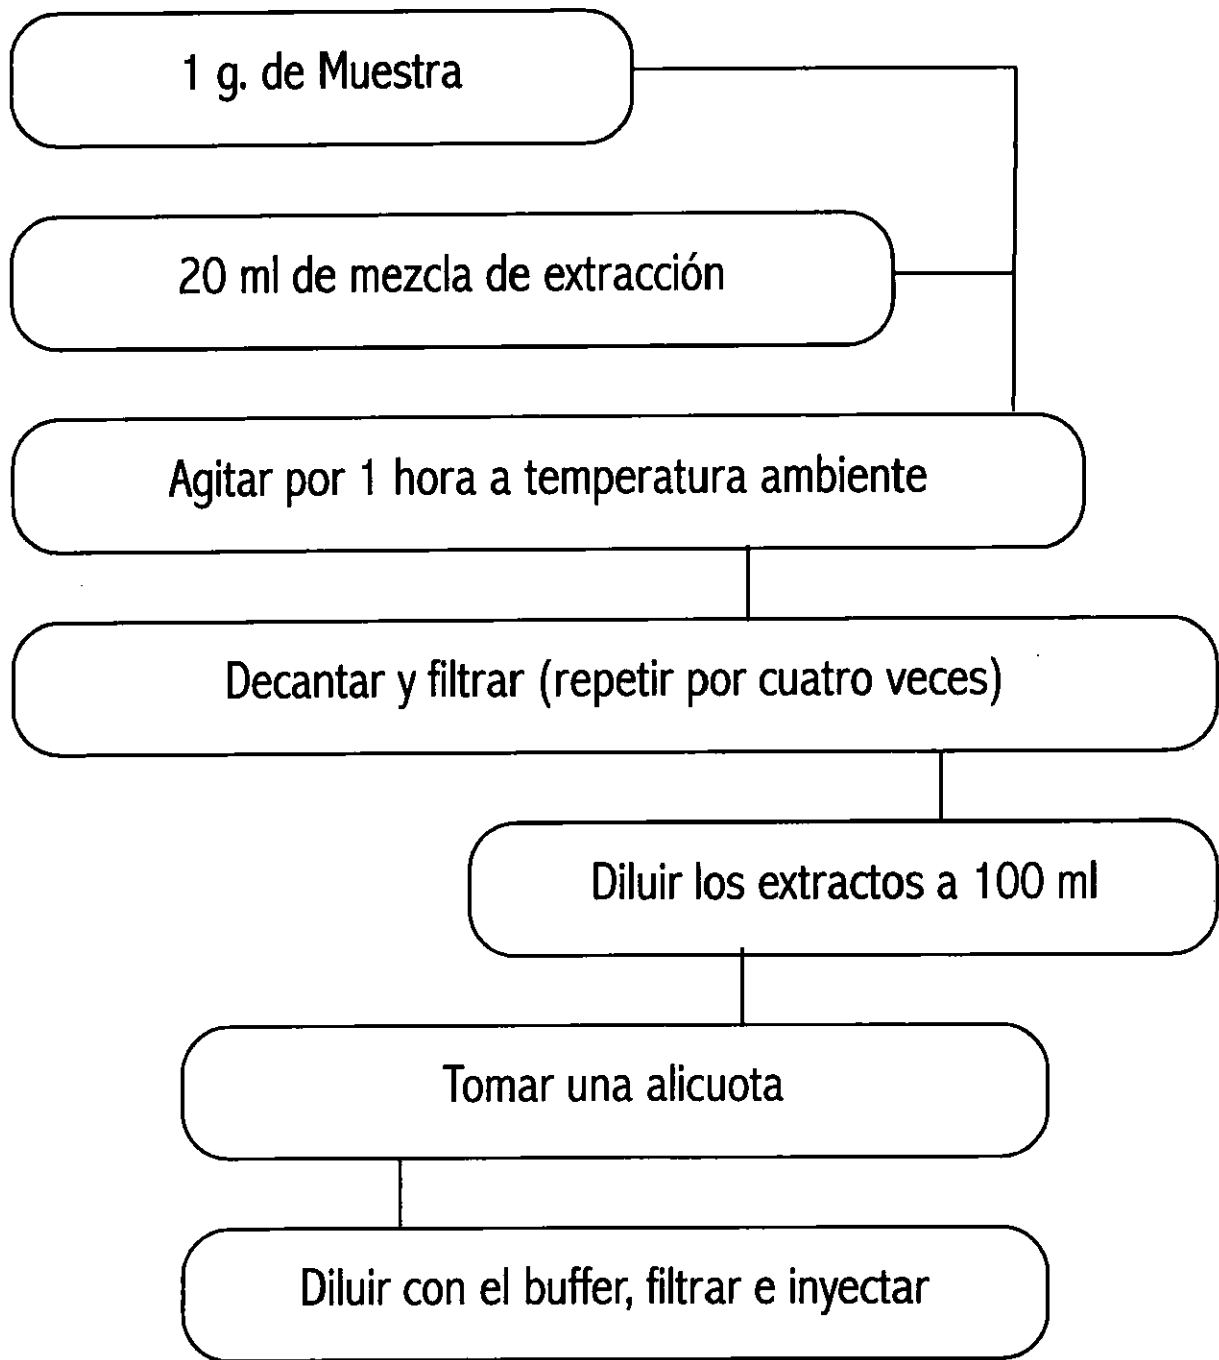 1 g. de Muestra
20 ml de mezcla de extracción
Agitar por 1 hora a temperatura ambiente
Decantar y filtrar (repetir por cuatro veces)
Diluir los extractos a 100 ml
Tomar una alicuota
Diluir con el buffer, filtrar e inyectar